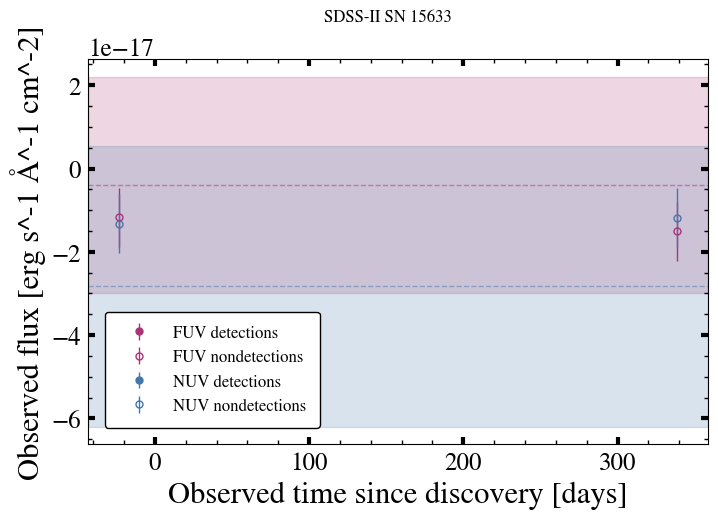 SDSS-II SN 15633
1e−17
Observed flux [erg s^-1 Å^-1 cm^-2]
2
0
−2
−4
−6
FUV detections
FUV nondetections
NUV detections
NUV nondetections
0 100 200 300
Observed time since discovery [days]